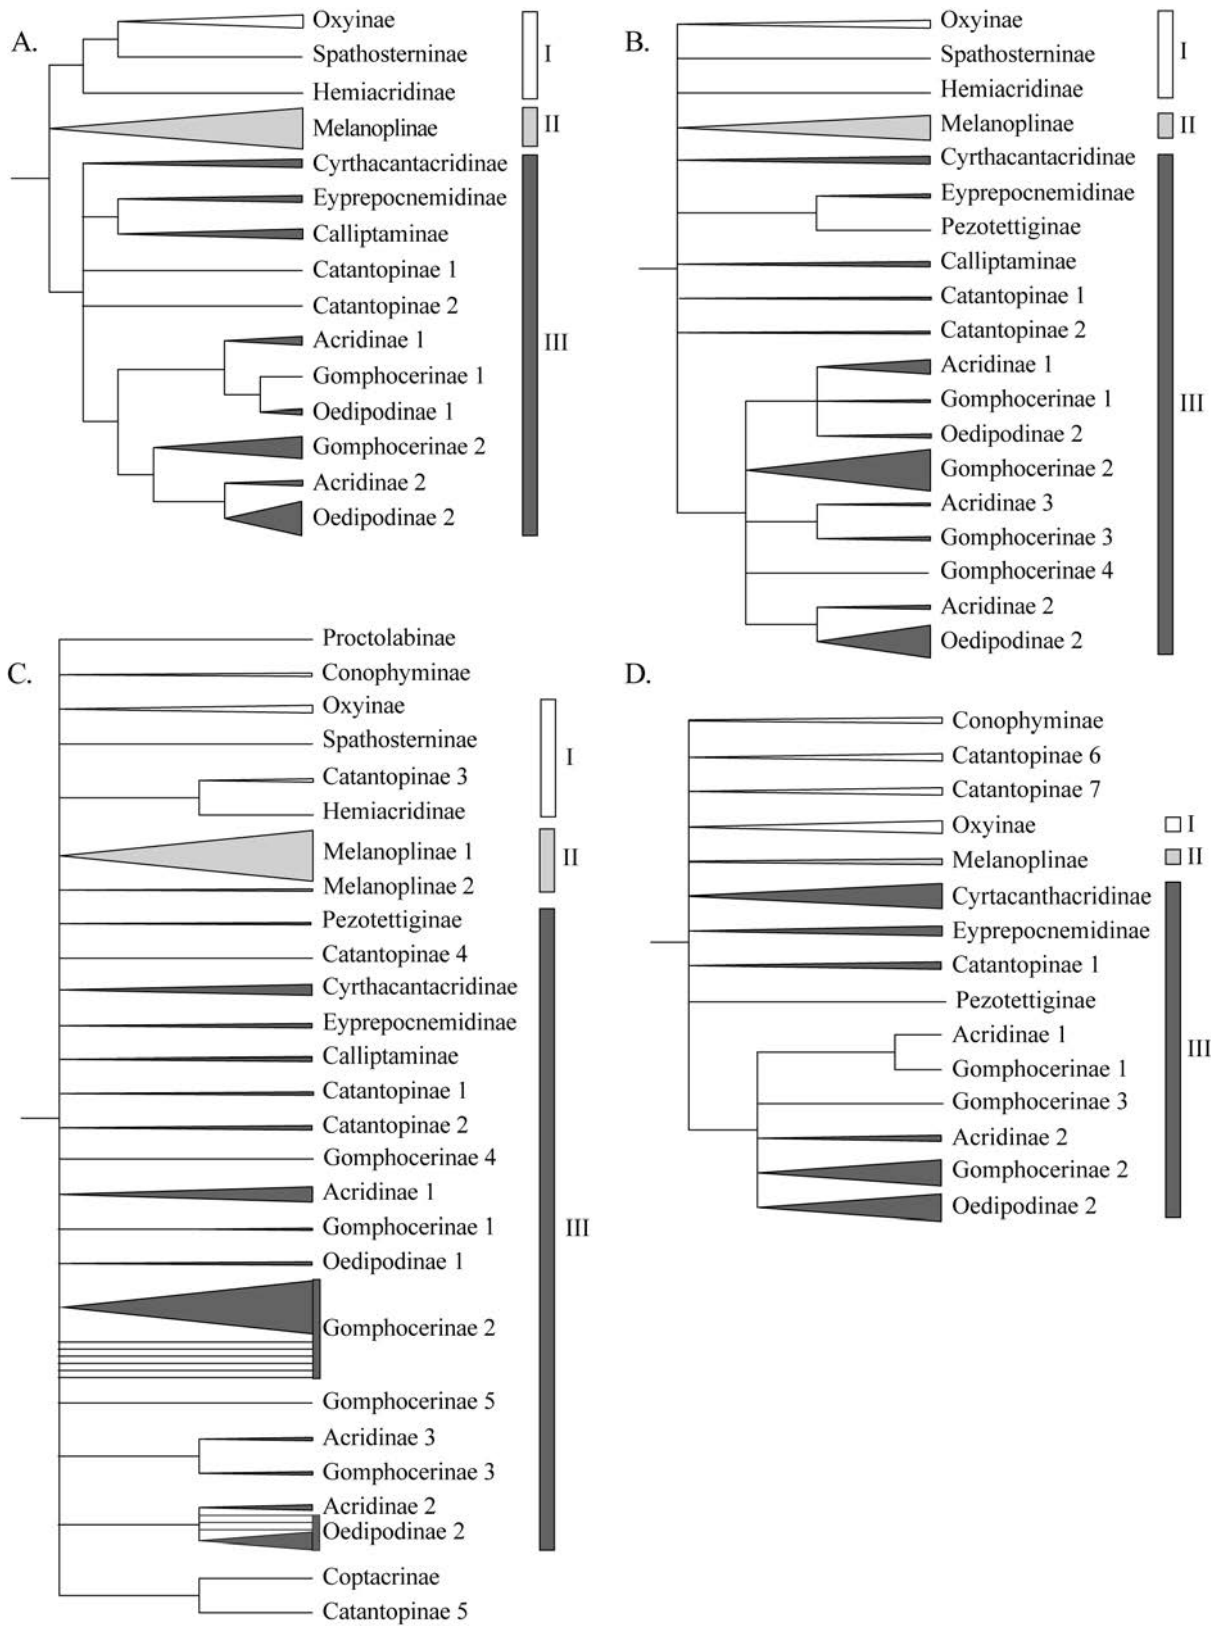 A.
Oxyinae
Spathosterninae
I
Hemiacridinae
Melanoplinae
II
Cyrthacantacridinae
Eyprepocnemidinae
Calliptaminae
Catantopinae 1
Catantopinae 2
Acridinae 1
III
Gomphocerinae 1
Oedipodinae 1
Gomphocerinae 2
Acridinae 2
Oedipodinae 2
B.
Oxyinae
Spathosterninae
I
Hemiacridinae
Melanoplinae
II
Cyrthacantacridinae
Eyprepocnemidinae
Pezotettiginae
Calliptaminae
Catantopinae 1
Catantopinae 2
Acridinae 1
Gomphocerinae 1
III
Oedipodinae 2
Gomphocerinae 2
Acridinae 3
Gomphocerinae 3
Gomphocerinae 4
Acridinae 2
Oedipodinae 2
C.
Proctolabinae
Conophyminae
Oxyinae
Spathosterninae
I
Catantopinae 3
Hemiacridinae
Melanoplinae 1
II
Melanoplinae 2
Pezotettiginae
Catantopinae 4
Cyrthacantacridinae
Eyprepocnemidinae
Calliptaminae
Catantopinae 1
Catantopinae 2
Gomphocerinae 4
Acridinae 1
Gomphocerinae 1
III
Oedipodinae 1
Gomphocerinae 2
Gomphocerinae 5
Acridinae 3
Gomphocerinae 3
Acridinae 2
Oedipodinae 2
Coptacrinae
Catantopinae 5
D.
Conophyminae
Catantopinae 6
Catantopinae 7
Oxyinae
I
Melanoplinae
II
Cyrtacanthacridinae
Eyprepocnemidinae
Catantopinae 1
Pezotettiginae
Acridinae 1
III
Gomphocerinae 1
Gomphocerinae 3
Acridinae 2
Gomphocerinae 2
Oedipodinae 2